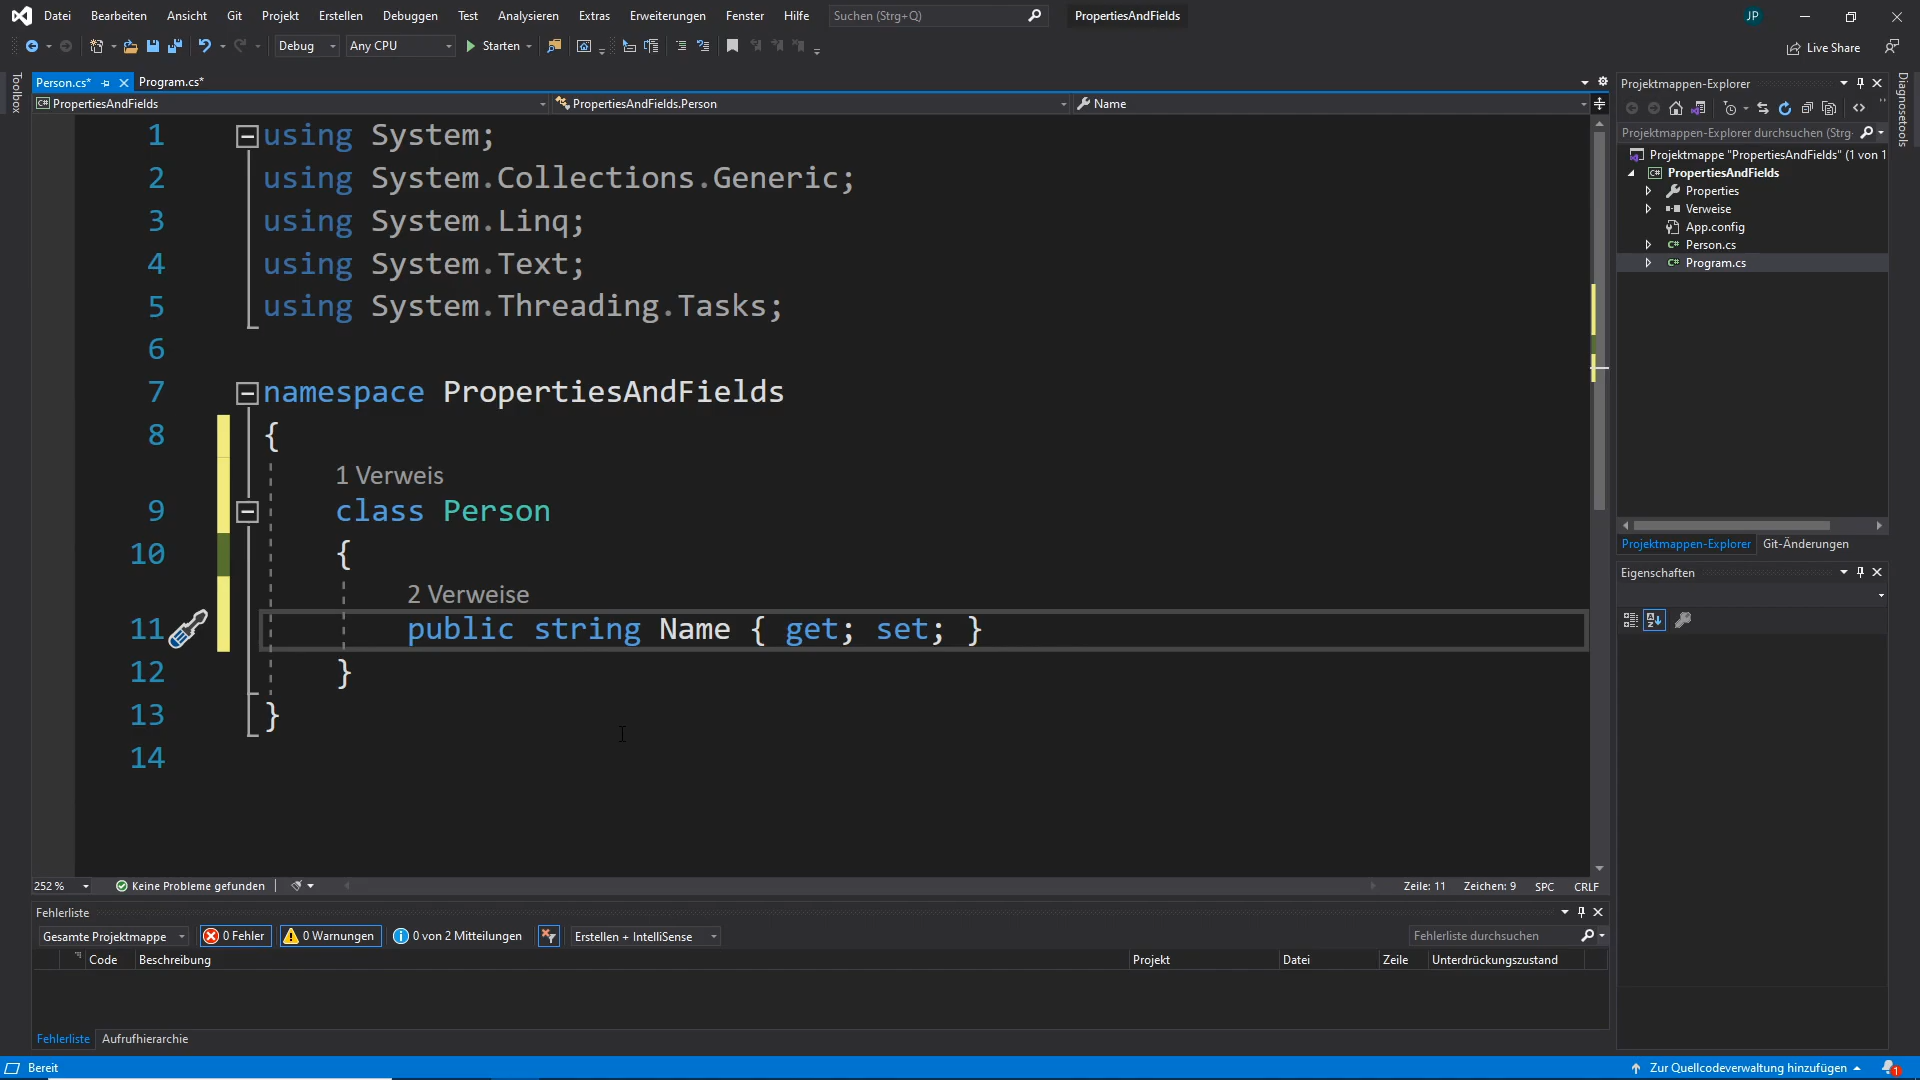 Datei Bearbeiten Ansicht Git Projekt Erstellen Debuggen Test Analysieren Extras Erweiterungen Fenster Hilfe Suchen (Strg+Q) PropertiesAndFields JP
Debug Any CPU Starten Live Share
Toolbox
Person.cs* Program.cs*
PropertiesAndFields PropertiesAndFields.Person Name
1 using System;
2 using System.Collections.Generic;
3 using System.Linq;
4 using System.Text;
5 using System.Threading.Tasks;
6
7 namespace PropertiesAndFields
8 {
1 Verweis
9 class Person
10 {
2 Verweise
11 public string Name { get; set; }
12 }
13 }
14
252 % Keine Probleme gefunden Zeile: 11 Zeichen: 9 SPC CRLF
Fehlerliste
Gesamte Projektmappe 0 Fehler 0 Warnungen 0 von 2 Mitteilungen Erstellen + IntelliSense Fehlerliste durchsuchen
Code Beschreibung Projekt Datei Zeile Unterdrückungszustand
Fehlerliste Aufrufhierarchie
Projektmappen-Explorer
Projektmappen-Explorer durchsuchen (Strg
Projektmappe "PropertiesAndFields" (1 von 1
PropertiesAndFields
Properties
Verweise
App.config
Person.cs
Program.cs
Projektmappen-Explorer Git-Änderungen
Eigenschaften
Diagnosetools
Bereit Zur Quellcodeverwaltung hinzufügen 1